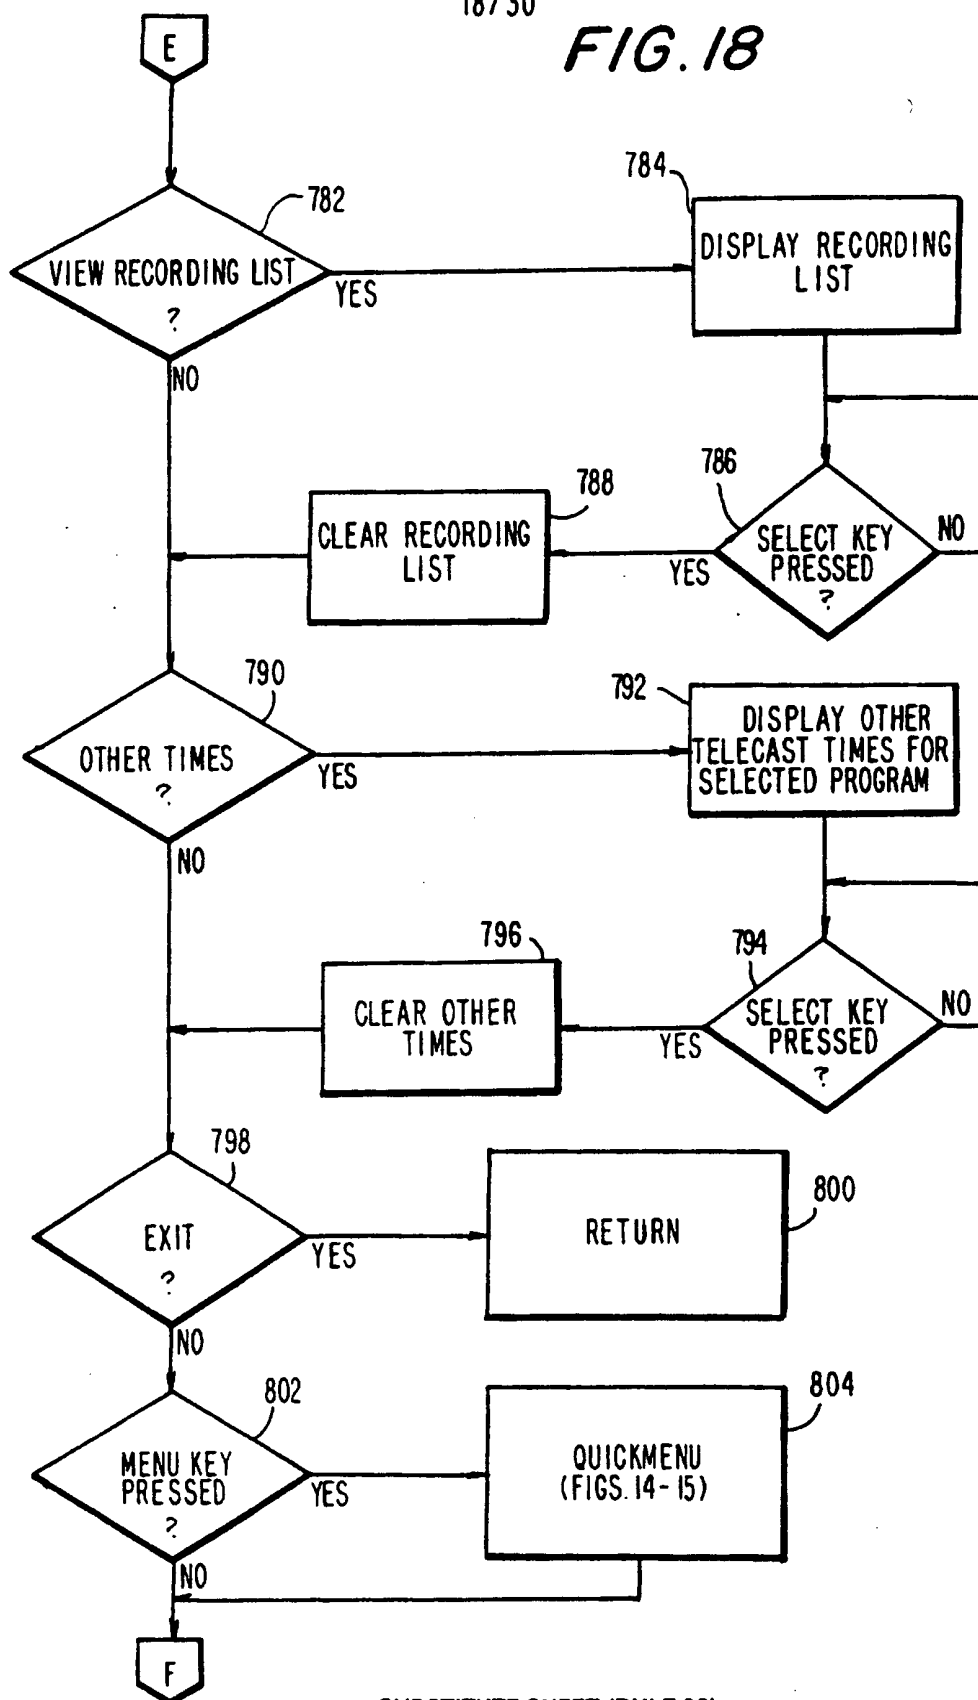 18/30
FIG. 18
E
782
VIEW RECORDING LIST
?
YES
NO
784
DISPLAY RECORDING
LIST
786
SELECT KEY
PRESSED
?
NO
YES
788
CLEAR RECORDING
LIST
790
OTHER TIMES
?
YES
NO
792
DISPLAY OTHER
TELECAST TIMES FOR
SELECTED PROGRAM
794
SELECT KEY
PRESSED
?
NO
YES
796
CLEAR OTHER
TIMES
798
EXIT
?
YES
NO
800
RETURN
802
MENU KEY
PRESSED
?
YES
NO
804
QUICKMENU
(FIGS. 14-15)
F